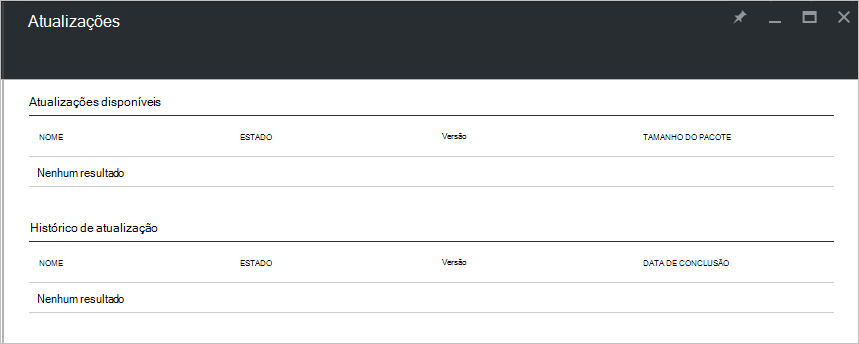 Atualizações
Atualizações disponíveis
NOME ESTADO Versão TAMANHO DO PACOTE
Nenhum resultado
Histórico de atualização
NOME ESTADO Versão DATA DE CONCLUSÃO
Nenhum resultado